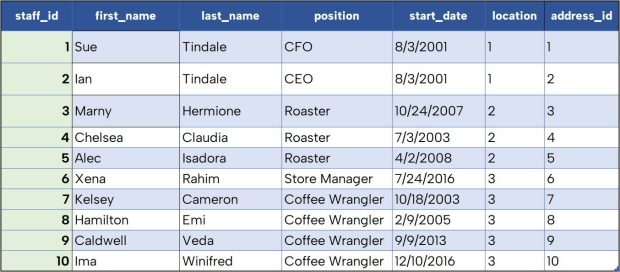 staff_id first_name last_name position start_date location address_id
1 Sue Tindale CFO 8/3/2001 1 1
2 Ian Tindale CEO 8/3/2001 1 2
3 Marny Hermione Roaster 10/24/2007 2 3
4 Chelsea Claudia Roaster 7/3/2003 2 4
5 Alec Isadora Roaster 4/2/2008 2 5
6 Xena Rahim Store Manager 7/24/2016 3 6
7 Kelsey Cameron Coffee Wrangler 10/18/2003 3 7
8 Hamilton Emi Coffee Wrangler 2/9/2005 3 8
9 Caldwell Veda Coffee Wrangler 9/9/2013 3 9
10 Ima Winifred Coffee Wrangler 12/10/2016 3 10